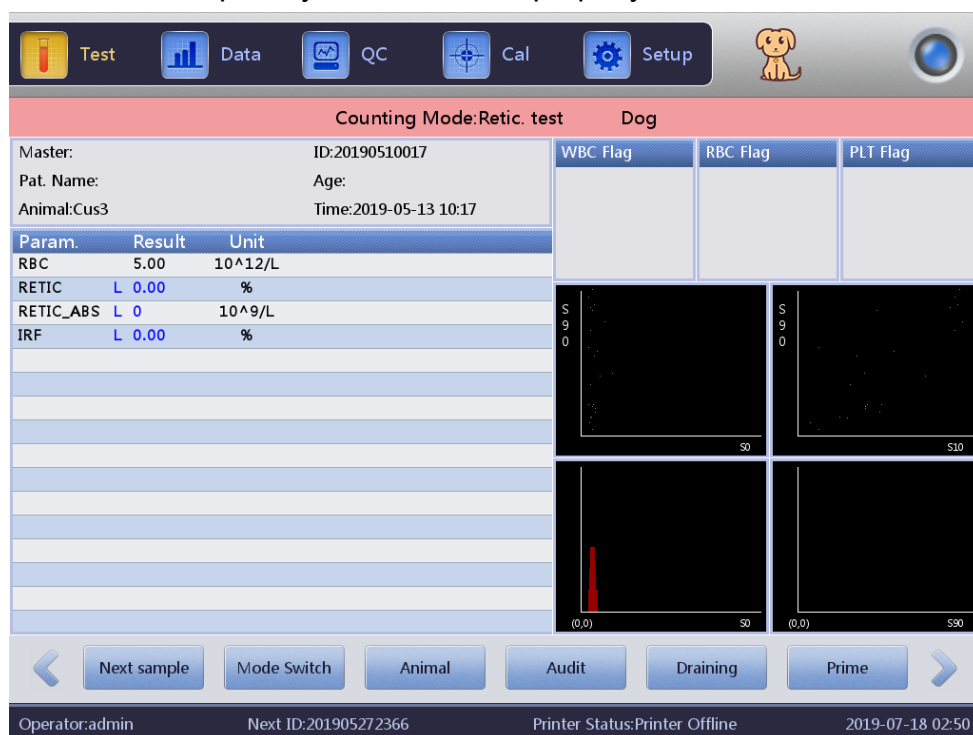 Test Data QC Cal Setup
Counting Mode:Retic. test Dog
Master: ID:20190510017
Pat. Name: Age:
Animal:Cus3 Time:2019-05-13 10:17
WBC Flag RBC Flag PLT Flag
Param. Result Unit
RBC 5.00 10^12/L
RETIC L 0.00 %
RETIC_ABS L 0 10^9/L
IRF L 0.00 %
S90 S0
S90 S10
(0,0) S0
(0,0) S90
Next sample Mode Switch Animal Audit Draining Prime
Operator:admin Next ID:201905272366 Printer Status:Printer Offline 2019-07-18 02:50